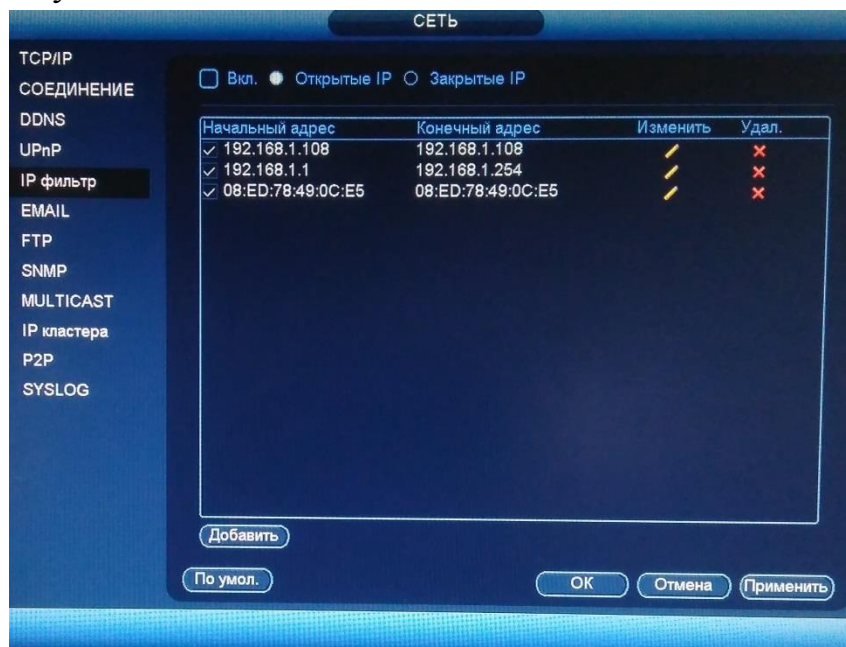 СЕТЬ
TCP/IP
СОЕДИНЕНИЕ
DDNS
UPnP
IP фильтр
EMAIL
FTP
SNMP
MULTICAST
IP кластера
P2P
SYSLOG
Вкл. Открытые IP Закрытые IP
Начальный адрес Конечный адрес Изменить Удал.
192.168.1.108 192.168.1.108
192.168.1.1 192.168.1.254
08:ED:78:49:0C:E5 08:ED:78:49:0C:E5
Добавить
По умол. ОК Отмена Применить